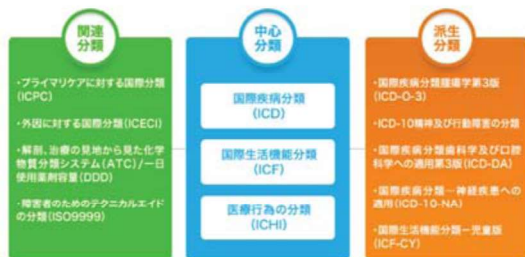 関連
分類
・プライマリケアに対する国際分類
(ICPC)
・外因に対する国際分類(ICECI)
・解剖、治療の見地から見た化学
物質分類システム(ATC)/一日
使用薬剤容量(DDD)
・障害者のためのテクニカルエイド
の分類(ISO9999)
中心
分類
国際疾病分類
(ICD)
国際生活機能分類
(ICF)
医療行為の分類
(ICHI)
派生
分類
・国際疾病分類腫瘍学第3版
(ICD-O-3)
・ICD-10精神及び行動障害の分類
・国際疾病分類歯科学及び口腔
科学への適用第3版(ICD-DA)
・国際疾病分類－神経疾患への
適用(ICD-10-NA)
・国際生活機能分類－児童版
(ICF-CY)